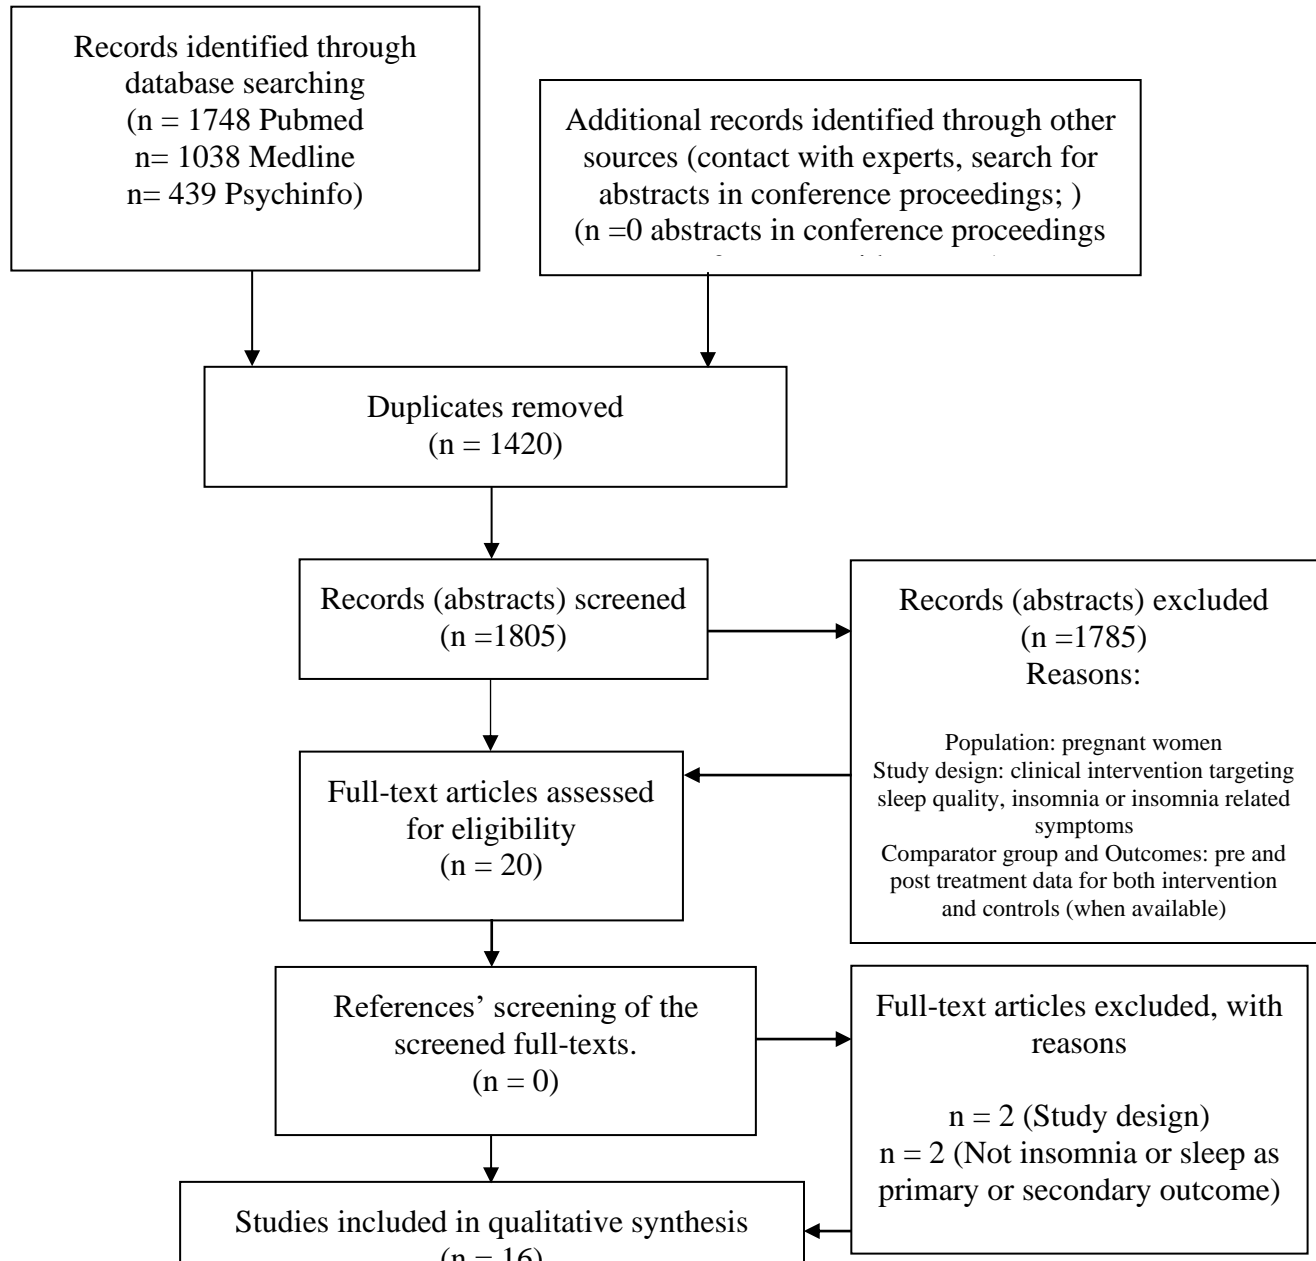 Records identified through
database searching
(n = 1748 Pubmed
n= 1038 Medline
n= 439 Psychinfo)
Additional records identified through other
sources (contact with experts, search for
abstracts in conference proceedings; )
(n =0 abstracts in conference proceedings
Duplicates removed
(n = 1420)
Records (abstracts) screened
(n =1805)
Records (abstracts) excluded
(n =1785)
Reasons:
Population: pregnant women
Study design: clinical intervention targeting
sleep quality, insomnia or insomnia related
symptoms
Comparator group and Outcomes: pre and
post treatment data for both intervention
and controls (when available)
Full-text articles assessed
for eligibility
(n = 20)
References’ screening of the
screened full-texts.
(n = 0)
Full-text articles excluded, with
reasons
n = 2 (Study design)
n = 2 (Not insomnia or sleep as
primary or secondary outcome)
Studies included in qualitative synthesis
(n = 16)